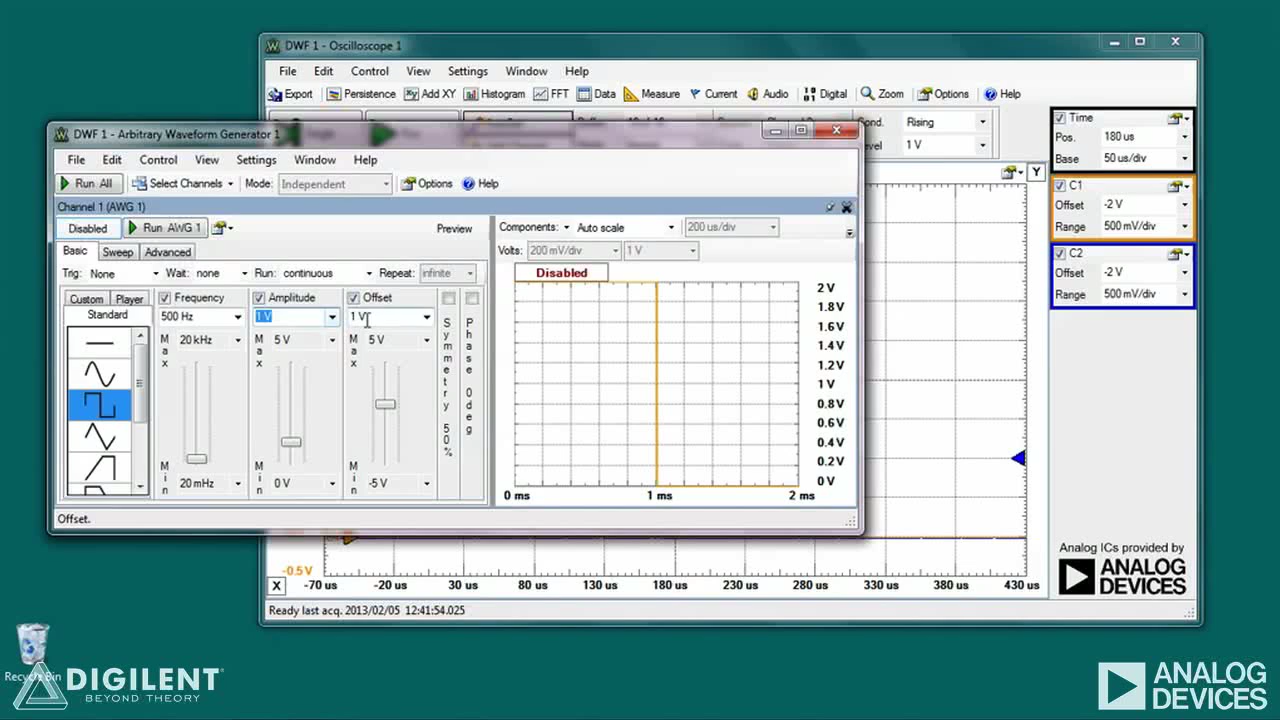 DWF 1 - Oscilloscope 1
File Edit Control View Settings Window Help
Export Persistence Add XY Histogram FFT Data Measure Current Audio Digital Zoom Options Help
Rising
1 V
Y
Time
Pos. 180 us
Base 50 us/div
C1
Offset -2 V
Range 500 mV/div
C2
Offset -2 V
Range 500 mV/div
DWF 1 - Arbitrary Waveform Generator 1
File Edit Control View Settings Window Help
Run All Select Channels Mode: Independent Options Help
Channel 1 (AWG 1)
Disabled Run AWG 1 Preview
Basic Sweep Advanced
Trig: None Wait: none Run: continuous Repeat: infinite
Custom Player
Standard
Frequency
500 Hz
Max 20 kHz
Min 20 mHz
Amplitude
1 V
Max 5 V
Min 0 V
Offset
1 V
Max 5 V
Min -5 V
Symmetry 50%
Phase 0 deg
Components: Auto scale 200 us/div
Volts: 200 mV/div 1 V
Disabled
2 V
1.8 V
1.6 V
1.4 V
1.2 V
1 V
0.8 V
0.6 V
0.4 V
0.2 V
0 V
0 ms 1 ms 2 ms
Offset.
-0.5 V
X -70 us -20 us 30 us 80 us 130 us 180 us 230 us 280 us 330 us 380 us 430 us
Ready last acq. 2013/02/05 12:41:54.025
Analog ICs provided by
ANALOG
DEVICES
Recycle Bin
DIGILENT
BEYOND THEORY
ANALOG
DEVICES